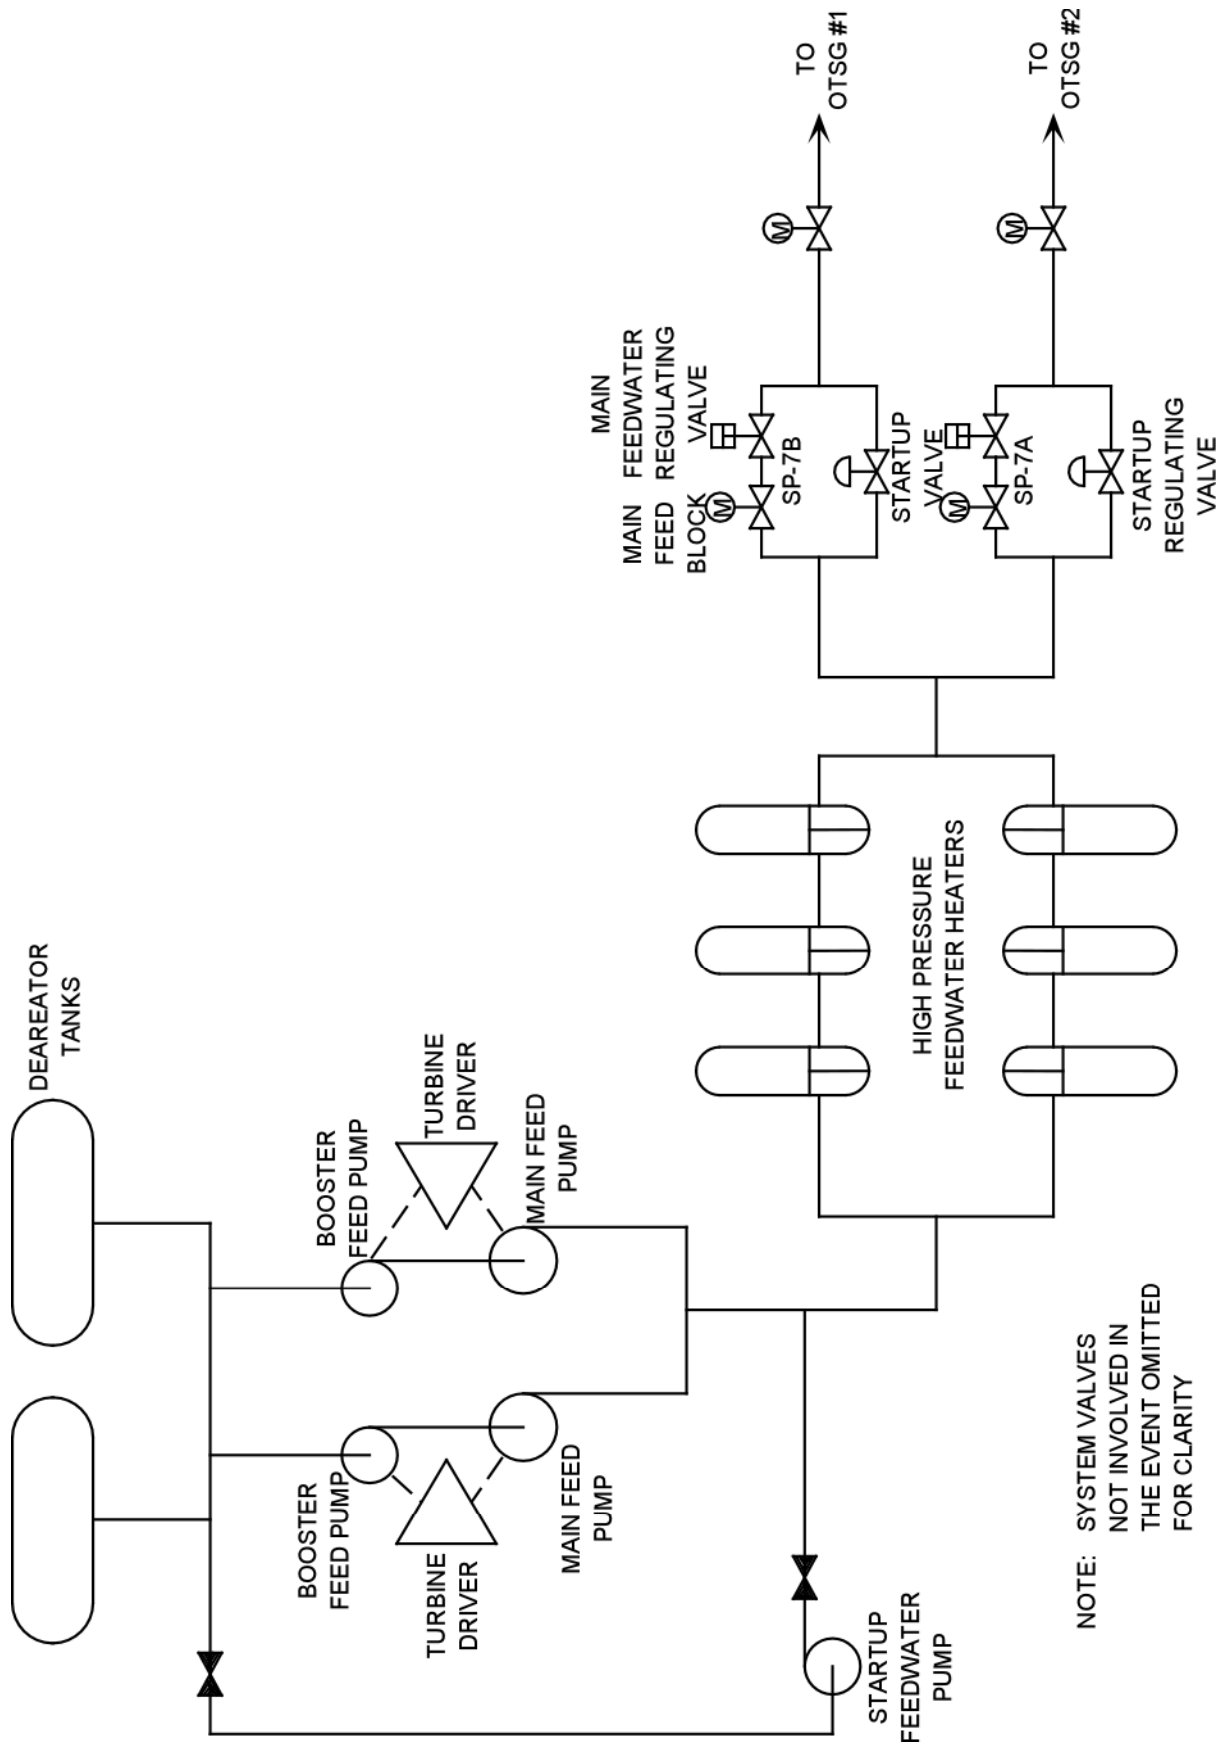 DEAREATOR
TANKS
BOOSTER
FEED PUMP
TURBINE
DRIVER
MAIN FEED
PUMP
BOOSTER
FEED PUMP
TURBINE
DRIVER
MAIN FEED
PUMP
STARTUP
FEEDWATER
PUMP
HIGH PRESSURE
FEEDWATER HEATERS
MAIN
FEED
BLOCK
MAIN
FEEDWATER
REGULATING
VALVE
M
SP-7B
M
TO
OTSG #1
STARTUP
VALVE
M
SP-7A
M
TO
OTSG #2
STARTUP
REGULATING
VALVE
NOTE: SYSTEM VALVES
NOT INVOLVED IN
THE EVENT OMITTED
FOR CLARITY